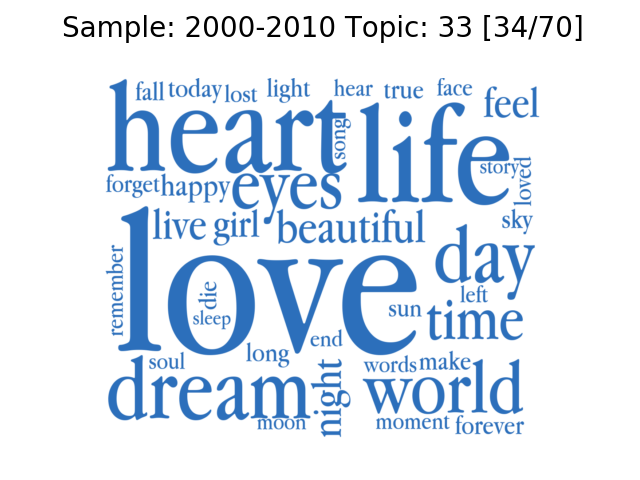 Sample: 2000-2010 Topic: 33 [34/70]
fall today lost light hear true face feel
heart song life
story loved
forget happy eyes
sky
live girl beautiful
remember love day
die
sleep
left
sun time
end
soul long words make
dream night world
moon moment forever